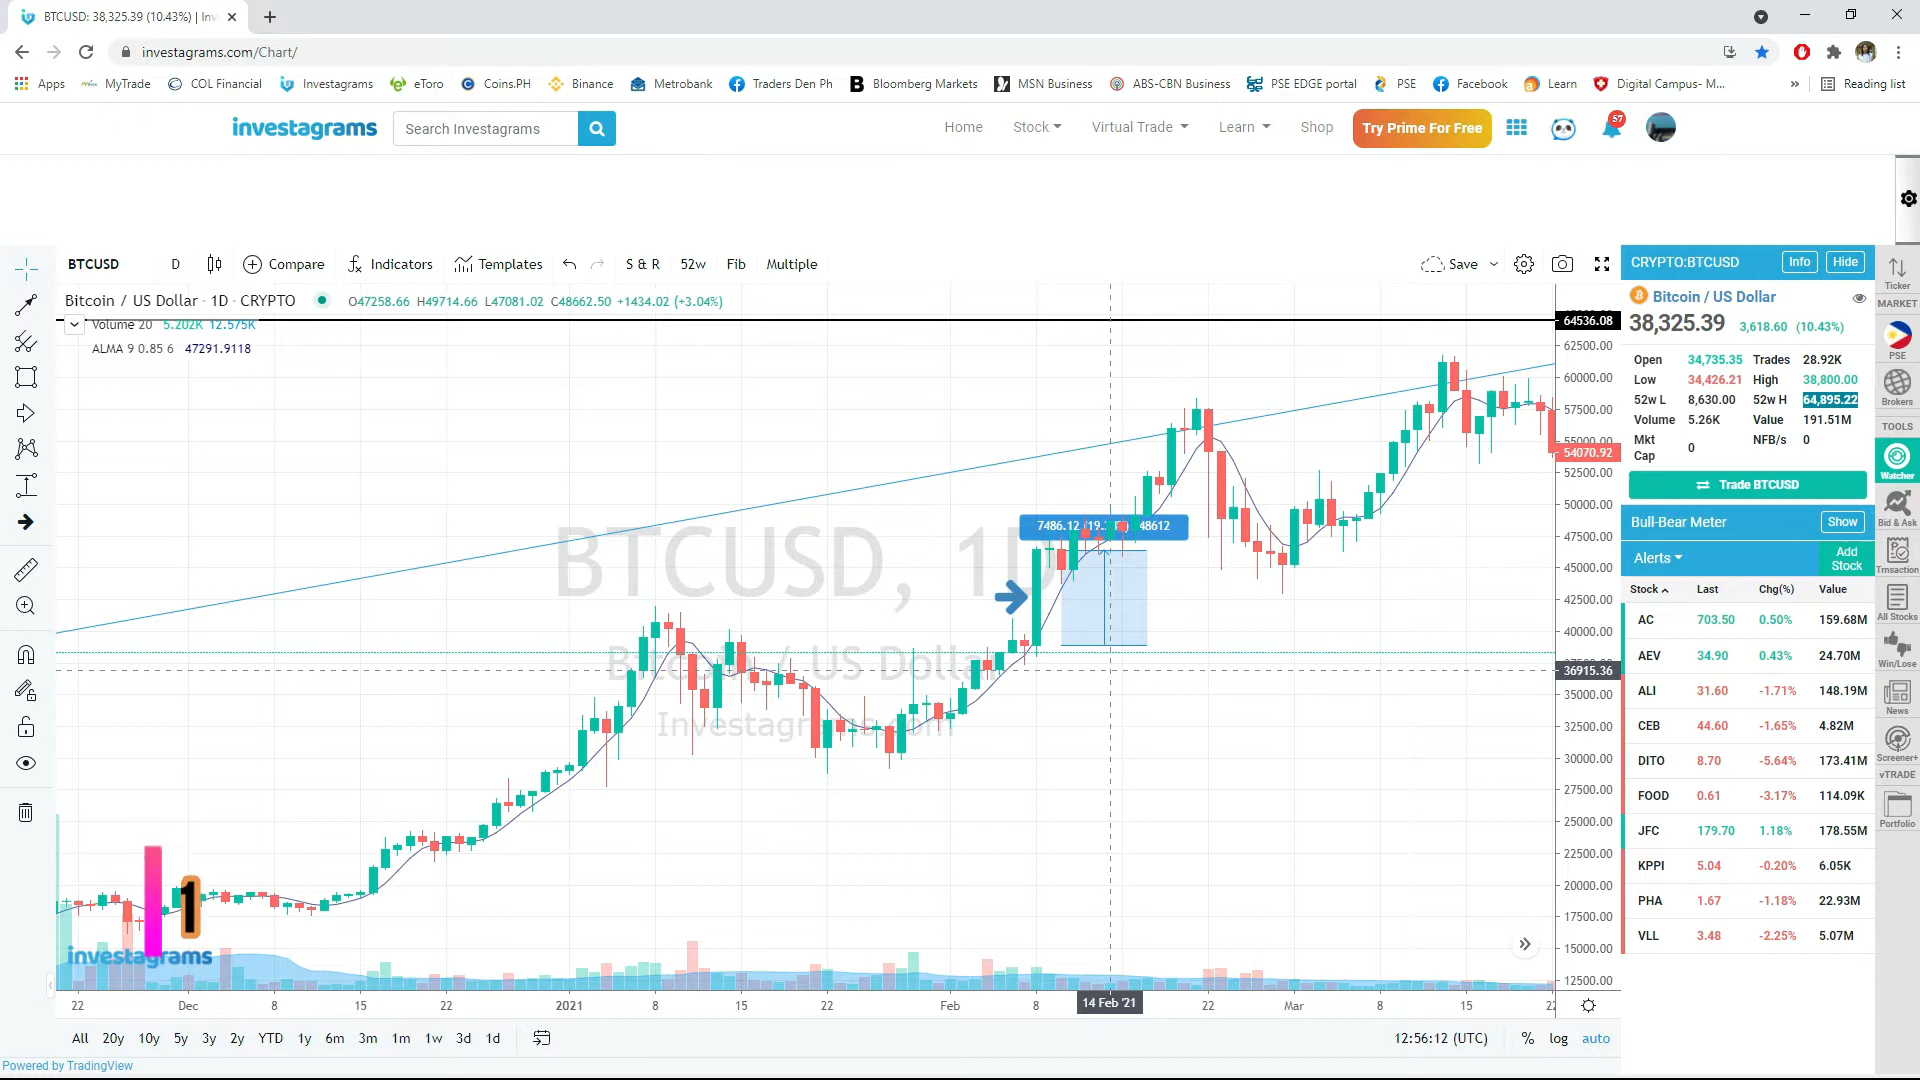 BTCUSD: 38,325.39 (10.43%) | Inv
investagrams.com/Chart/
Apps MyTrade COL Financial Investagrams eToro Coins.PH Binance Metrobank Traders Den Ph Bloomberg Markets MSN Business ABS-CBN Business PSE EDGE portal PSE Facebook Learn Digital Campus- M... » Reading list
investagrams Search Investagrams Home Stock Virtual Trade Learn Shop Try Prime For Free 57
BTCUSD D Compare Indicators Templates S & R 52w Fib Multiple Save
CRYPTO:BTCUSD Info Hide
Ticker
MARKET
Bitcoin / US Dollar · 1D · CRYPTO O47258.66 H49714.66 L47081.02 C48662.50 +1434.02 (+3.04%)
Volume 20 5.202K 12.575K
ALMA 9 0.85 6 47291.9118
Bitcoin / US Dollar
38,325.39 3,618.60 (10.43%)
Open 34,735.35 Trades 28.92K
Low 34,426.21 High 38,800.00
52w L 8,630.00 52w H 64,895.22
Volume 5.26K Value 191.51M
Mkt Cap 0 NFB/s 0
Trade BTCUSD
Bull-Bear Meter Show
Alerts Add Stock
Stock Last Chg(%) Value
AC 703.50 0.50% 159.68M
AEV 34.90 0.43% 24.70M
ALI 31.60 -1.71% 148.19M
CEB 44.60 -1.65% 4.82M
DITO 8.70 -5.64% 173.41M
FOOD 0.61 -3.17% 114.09K
JFC 179.70 1.18% 178.55M
KPPI 5.04 -0.20% 6.05K
PHA 1.67 -1.18% 22.93M
VLL 3.48 -2.25% 5.07M
PSE
Brokers
TOOLS
Watcher
Bid & Ask
Trnsaction
All Stocks
Win/Lose
News
Screener+
vTRADE
Portfolio
64536.08
62500.00
60000.00
57500.00
55000.00
54070.92
52500.00
50000.00
47500.00
45000.00
42500.00
40000.00
36915.36
35000.00
32500.00
30000.00
27500.00
25000.00
22500.00
20000.00
17500.00
15000.00
12500.00
7486.12 48612
BTCUSD, 1D
Bitcoin / US Dollar
Investagrams.com
1
investagrams
22 Dec 8 15 22 2021 8 15 22 Feb 8 14 Feb '21 22 Mar 8 15 22
All 20y 10y 5y 3y 2y YTD 1y 6m 3m 1m 1w 3d 1d 12:56:12 (UTC) % log auto
Powered by TradingView